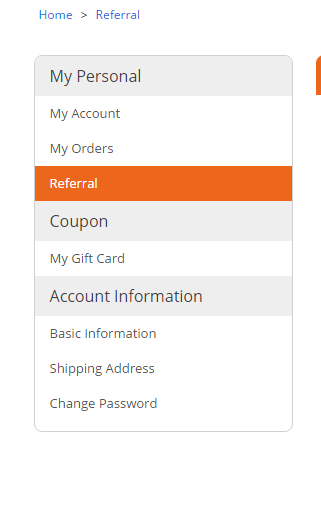 Home > Referral
My Personal
My Account
My Orders
Referral
Coupon
My Gift Card
Account Information
Basic Information
Shipping Address
Change Password